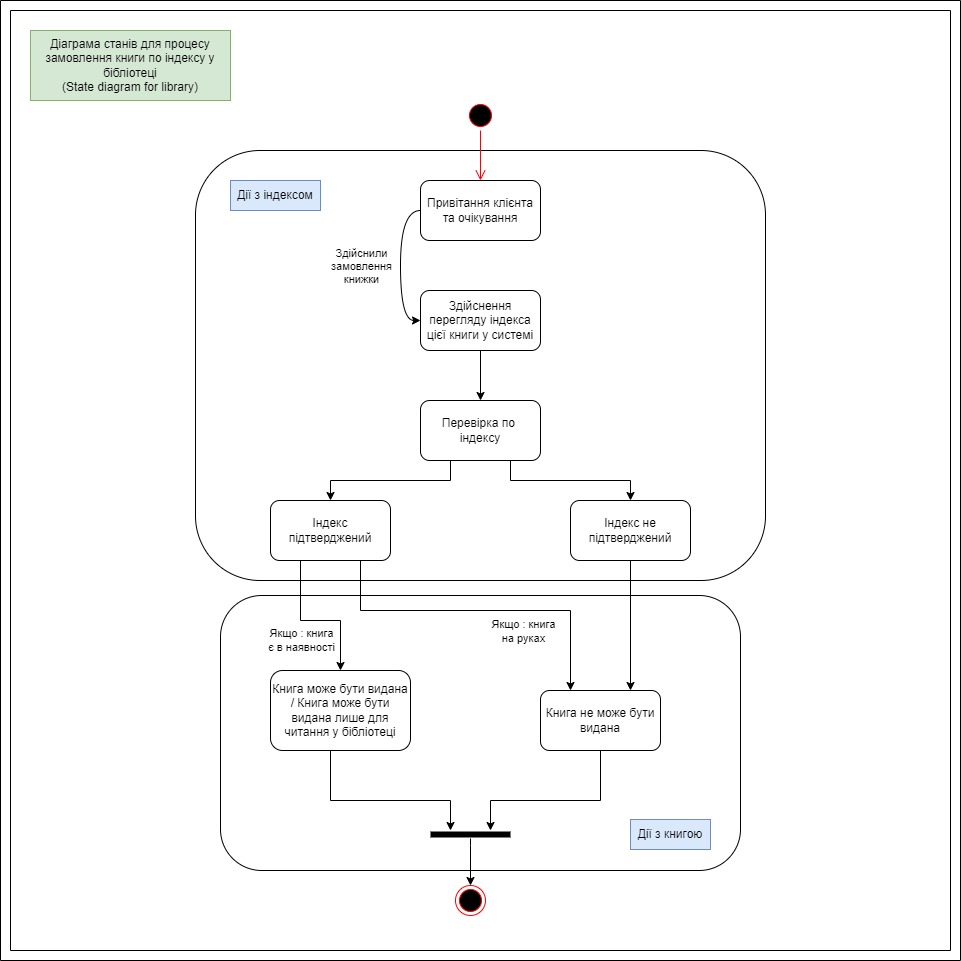 Діаграма станів для процесу
замовлення книги по індексу у
бібліотеці
(State diagram for library)
Дії з індексом
Привітання клієнта
та очікування
Здійснили
замовлення
книжки
Здійснення
перегляду індекса
цієї книги у системі
Перевірка по
індексу
Індекс
підтверджений
Індекс не
підтверджений
Якщо : книга
є в наявності
Якщо : книга
на руках
Книга може бути видана
/ Книга може бути
видана лише для
читання у бібліотеці
Книга не може бути
видана
Дії з книгою